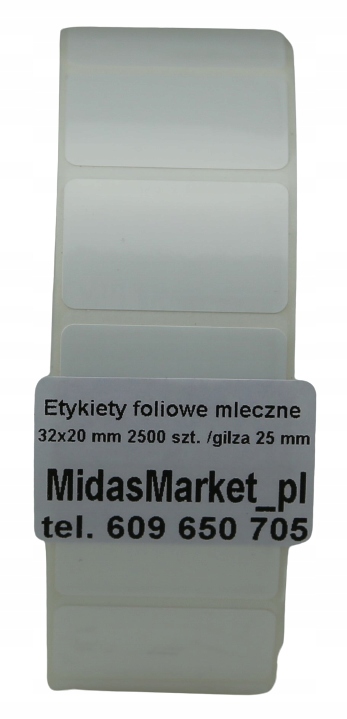 Etykiety foliowe mleczne
32x20 mm 2500 szt. /gilza 25 mm
MidasMarket_pl
tel. 609 650 705